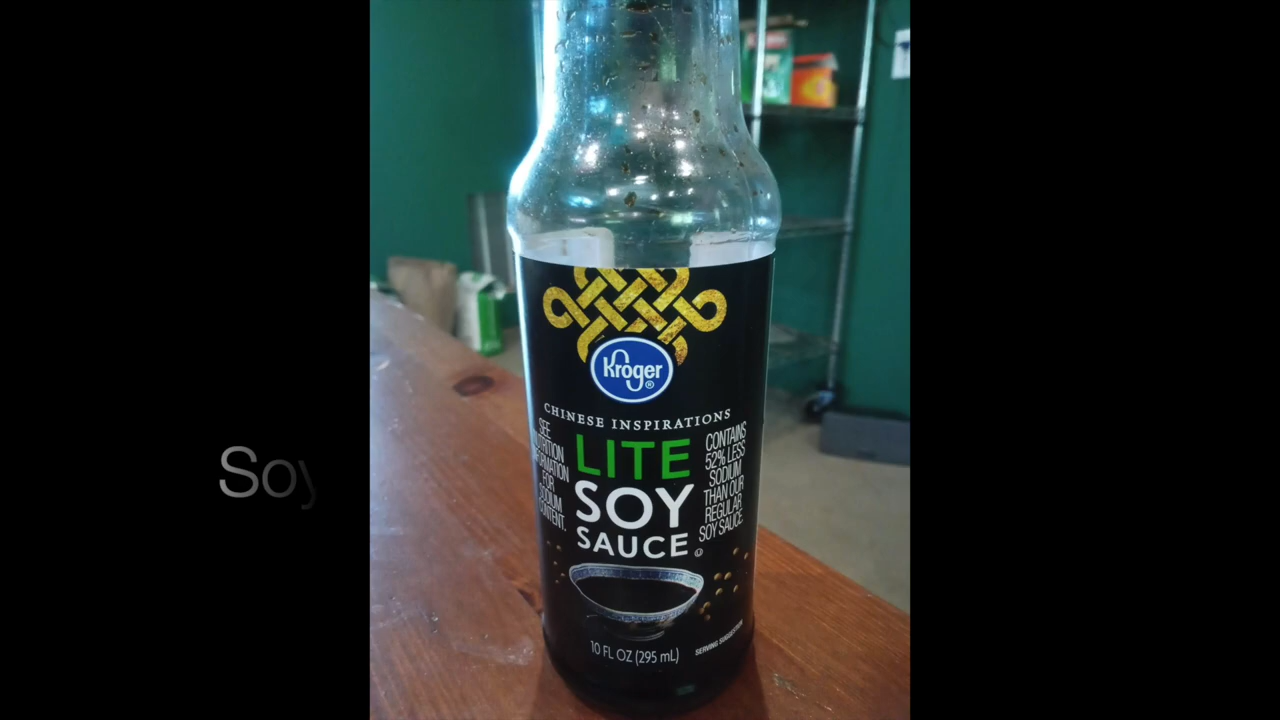 Kröger®
CHINESE INSPIRATIONS
LITE
SOY
SAUCE
SEE
NUTRITION
INFORMATION
FOR
SODIUM
CONTENT.
CONTAINS
52% LESS
SODIUM
THAN OUR
REGULAR
SOY SAUCE
10 FL OZ (295 mL)
SERVING SUGGESTION
Soy